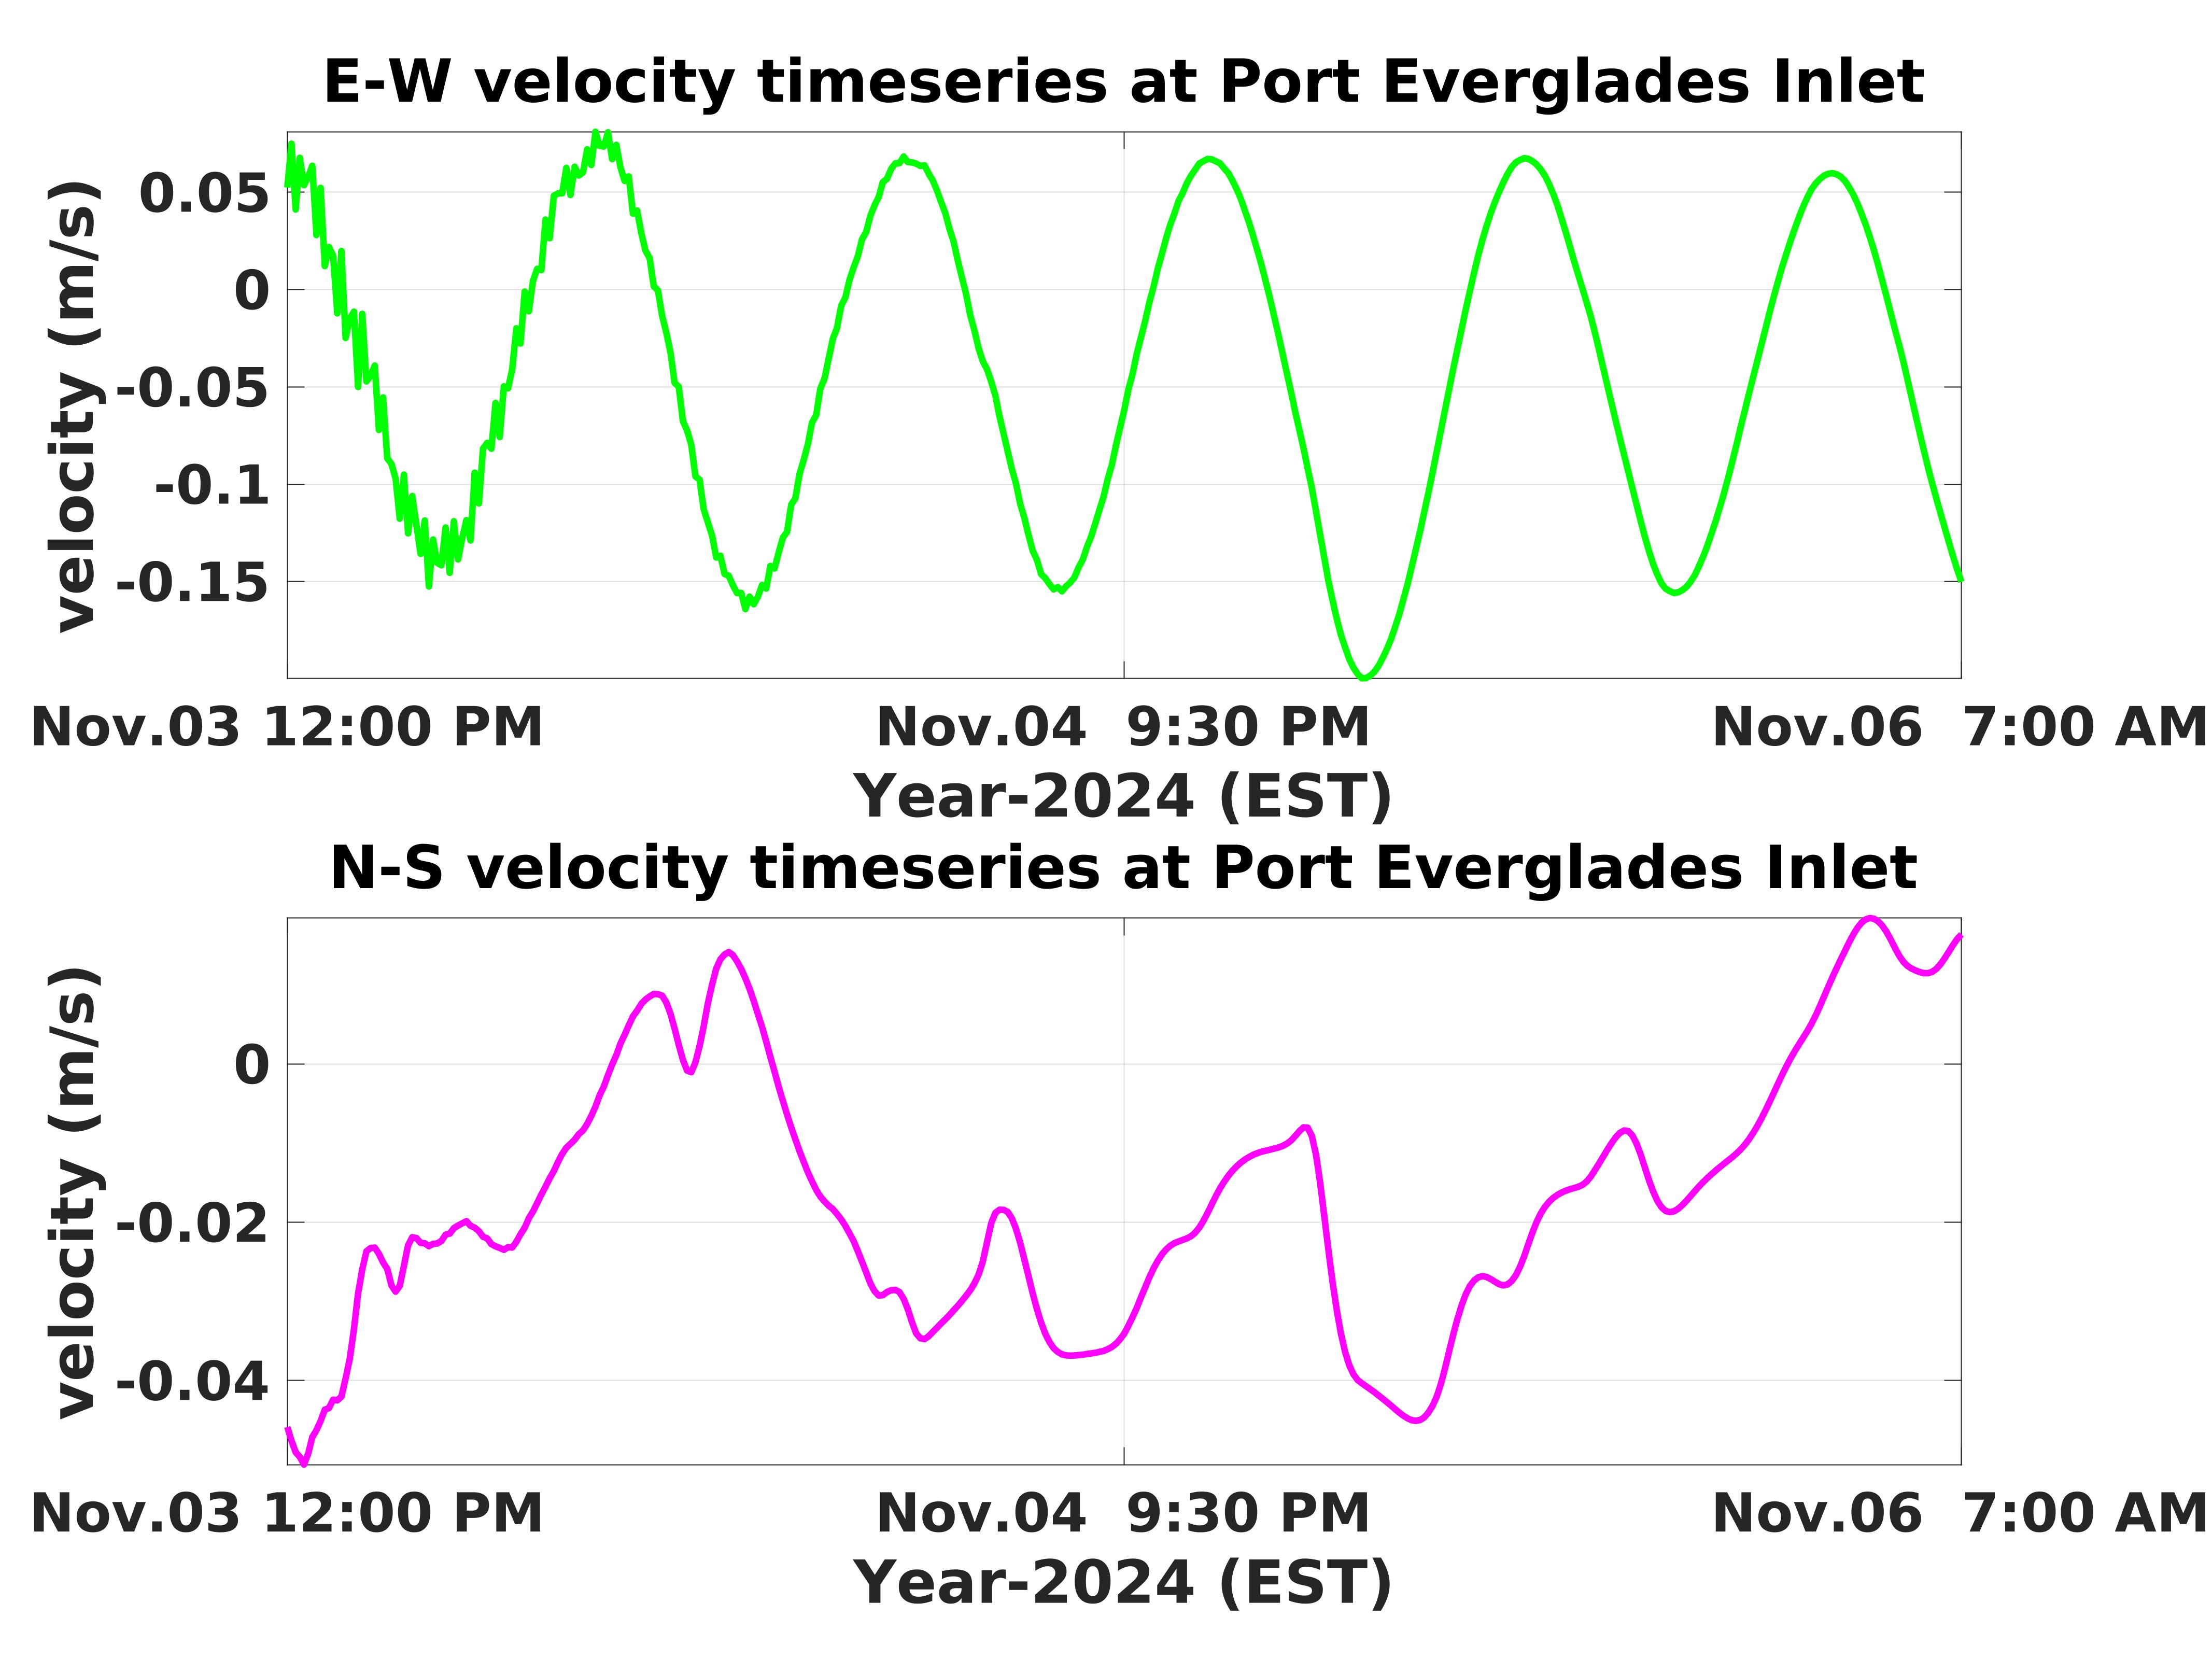 E-W velocity timeseries at Port Everglades Inlet
velocity (m/s)
0.05
0
-0.05
-0.1
-0.15
Nov.03 12:00 PM
Nov.04  9:30 PM
Nov.06  7:00 AM
Year-2024 (EST)
N-S velocity timeseries at Port Everglades Inlet
velocity (m/s)
0
-0.02
-0.04
Nov.03 12:00 PM
Nov.04  9:30 PM
Nov.06  7:00 AM
Year-2024 (EST)